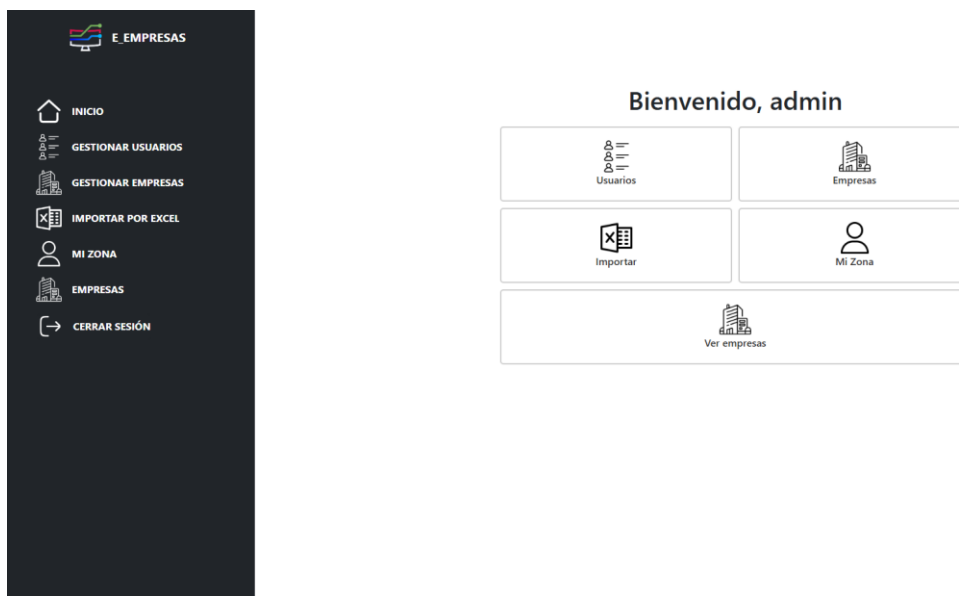 E_EMPRESAS
INICIO
GESTIONAR USUARIOS
GESTIONAR EMPRESAS
IMPORTAR POR EXCEL
MI ZONA
EMPRESAS
CERRAR SESIÓN
Bienvenido, admin
Usuarios
Empresas
Importar
Mi Zona
Ver empresas